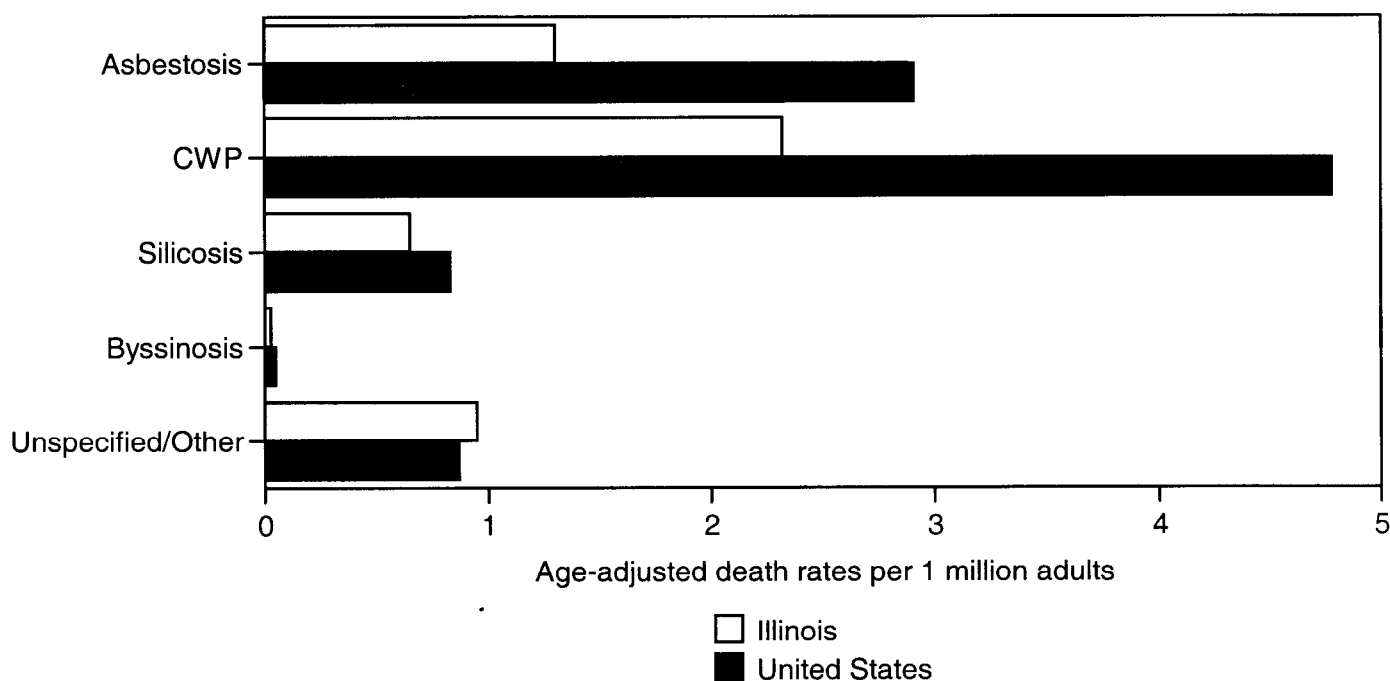 Asbestosis
CWP
Silicosis
Byssinosis
Unspecified/Other
0 1 2 3 4 5
Age-adjusted death rates per 1 million adults
Illinois
United States